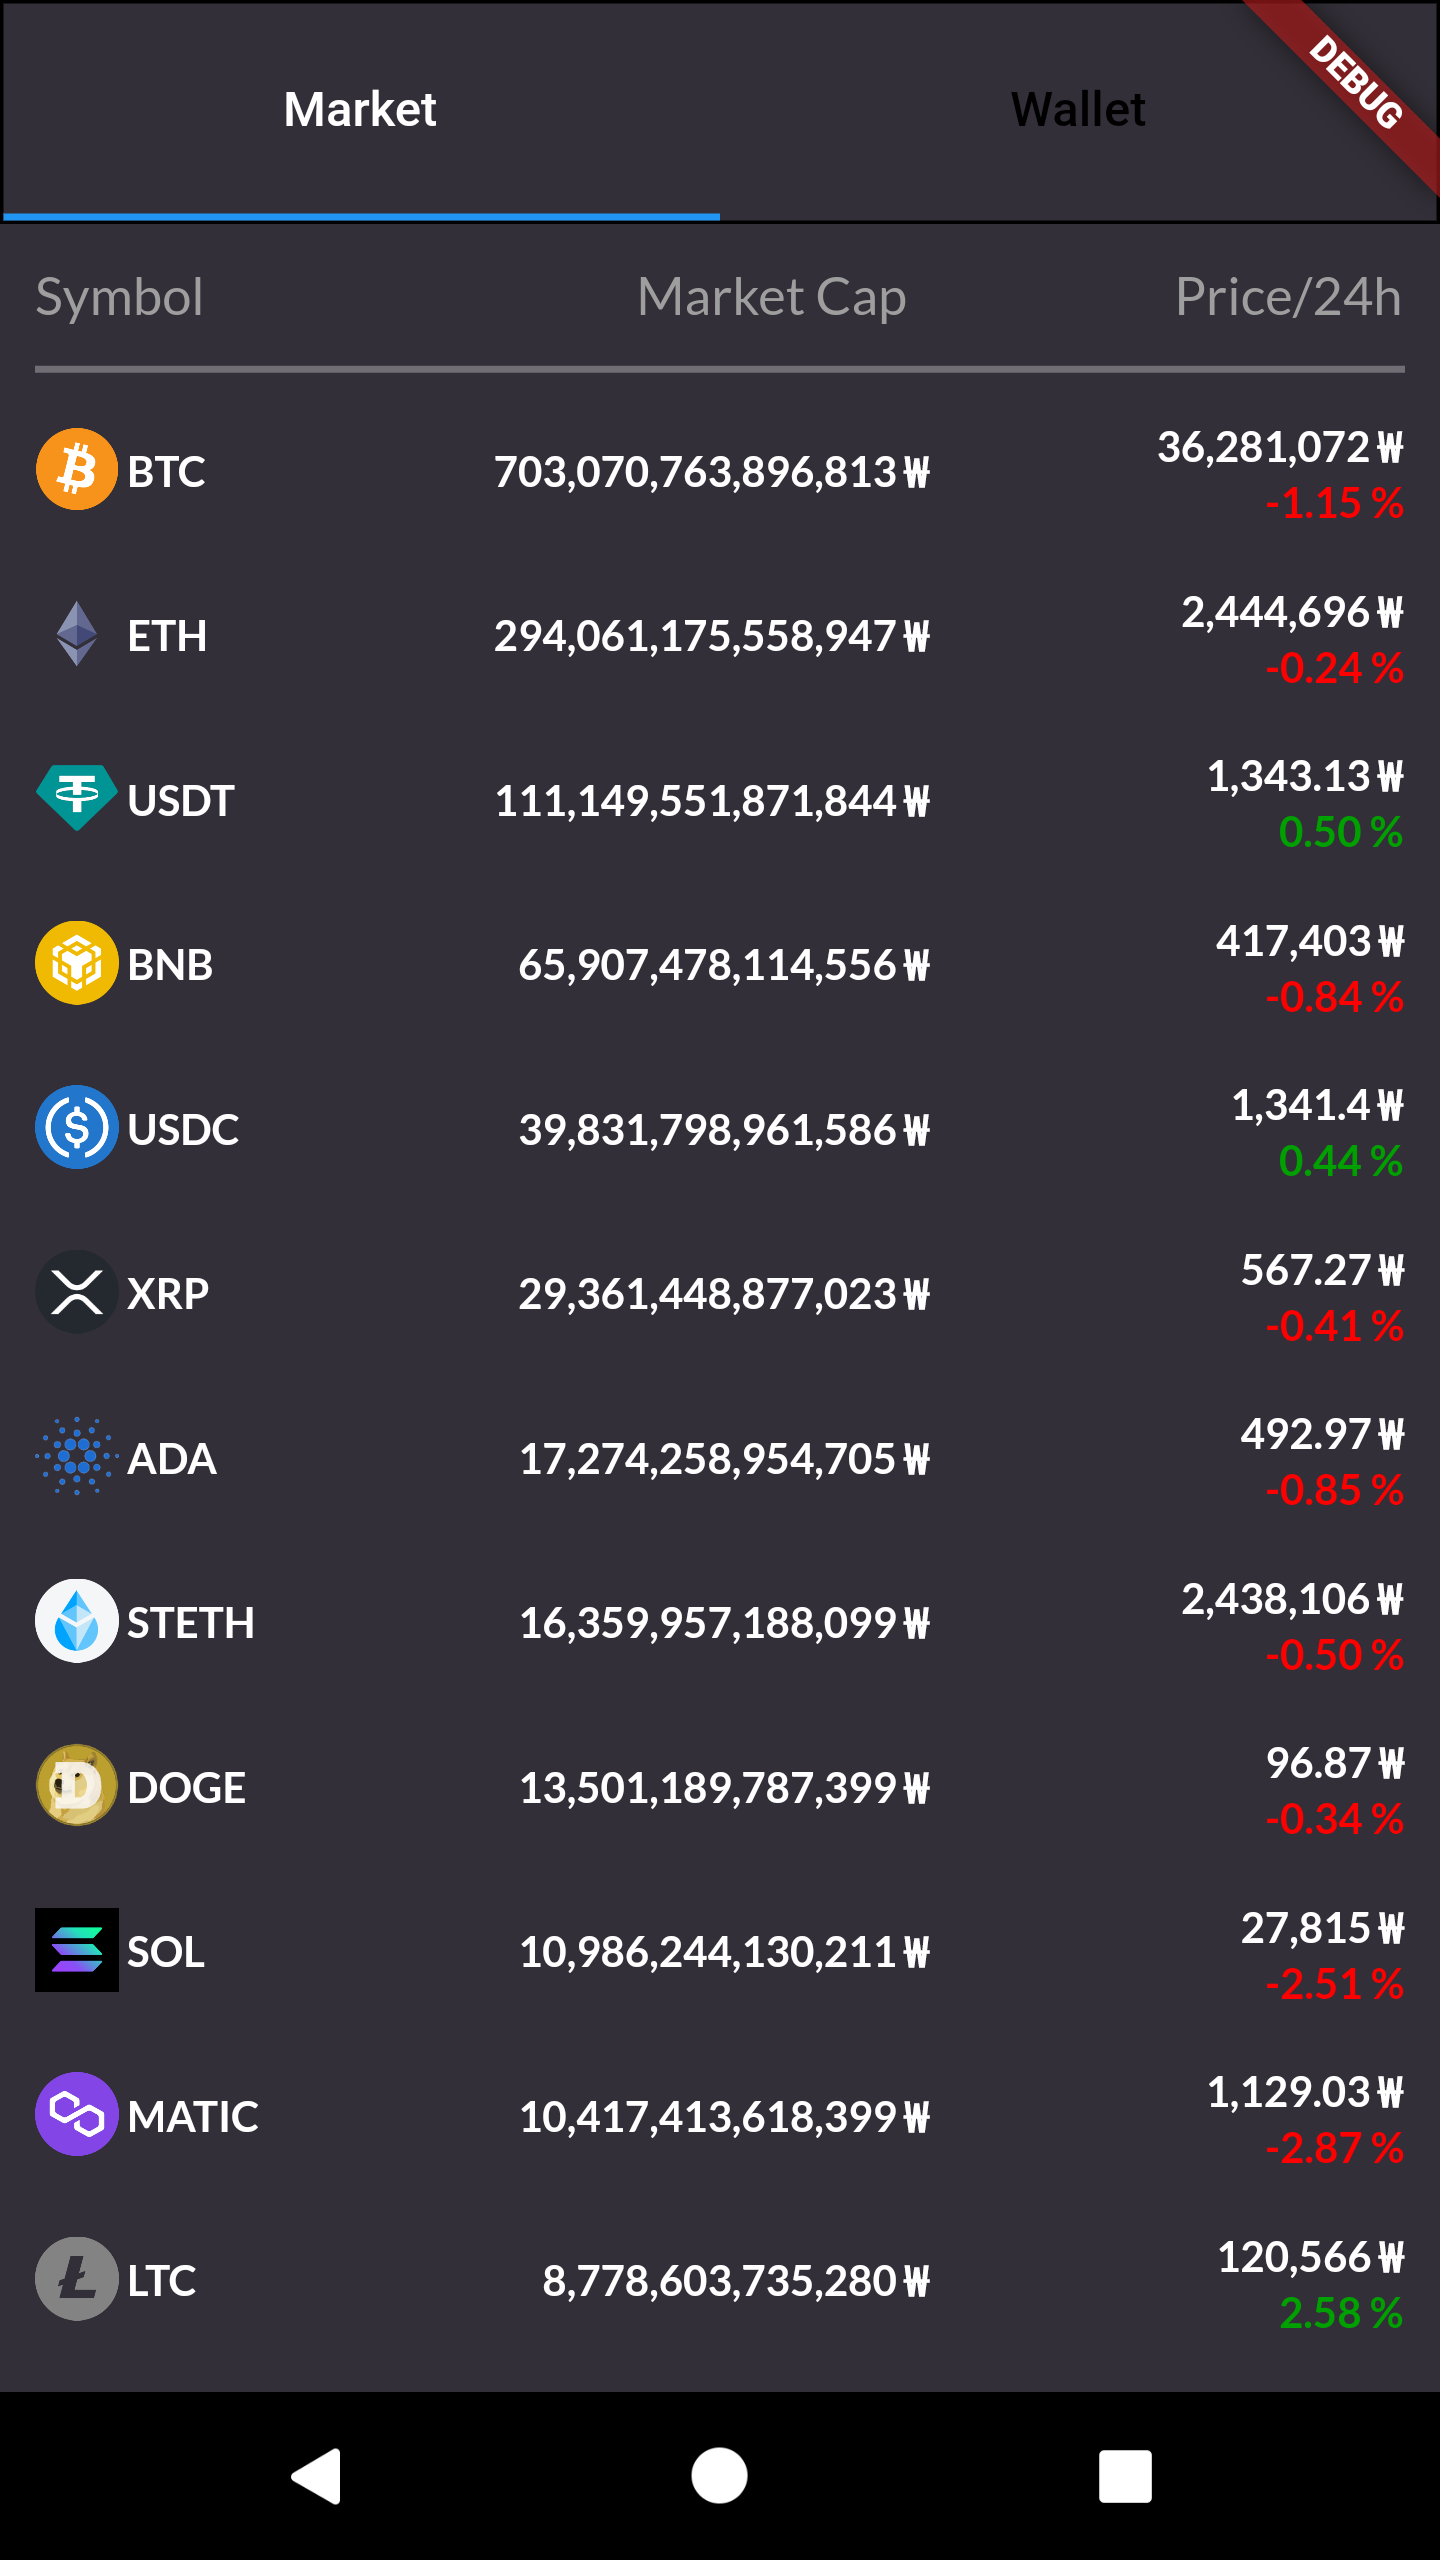 Market Wallet DEBUG
Symbol Market Cap Price/24h
BTC 703,070,763,896,813₩ 36,281,072₩
-1.15 %
ETH 294,061,175,558,947₩ 2,444,696₩
-0.24 %
USDT 111,149,551,871,844₩ 1,343.13₩
0.50 %
BNB 65,907,478,114,556₩ 417,403₩
-0.84 %
USDC 39,831,798,961,586₩ 1,341.4₩
0.44 %
XRP 29,361,448,877,023₩ 567.27₩
-0.41 %
ADA 17,274,258,954,705₩ 492.97₩
-0.85 %
STETH 16,359,957,188,099₩ 2,438,106₩
-0.50 %
DOGE 13,501,189,787,399₩ 96.87₩
-0.34 %
SOL 10,986,244,130,211₩ 27,815₩
-2.51 %
MATIC 10,417,413,618,399₩ 1,129.03₩
-2.87 %
LTC 8,778,603,735,280₩ 120,566₩
2.58 %